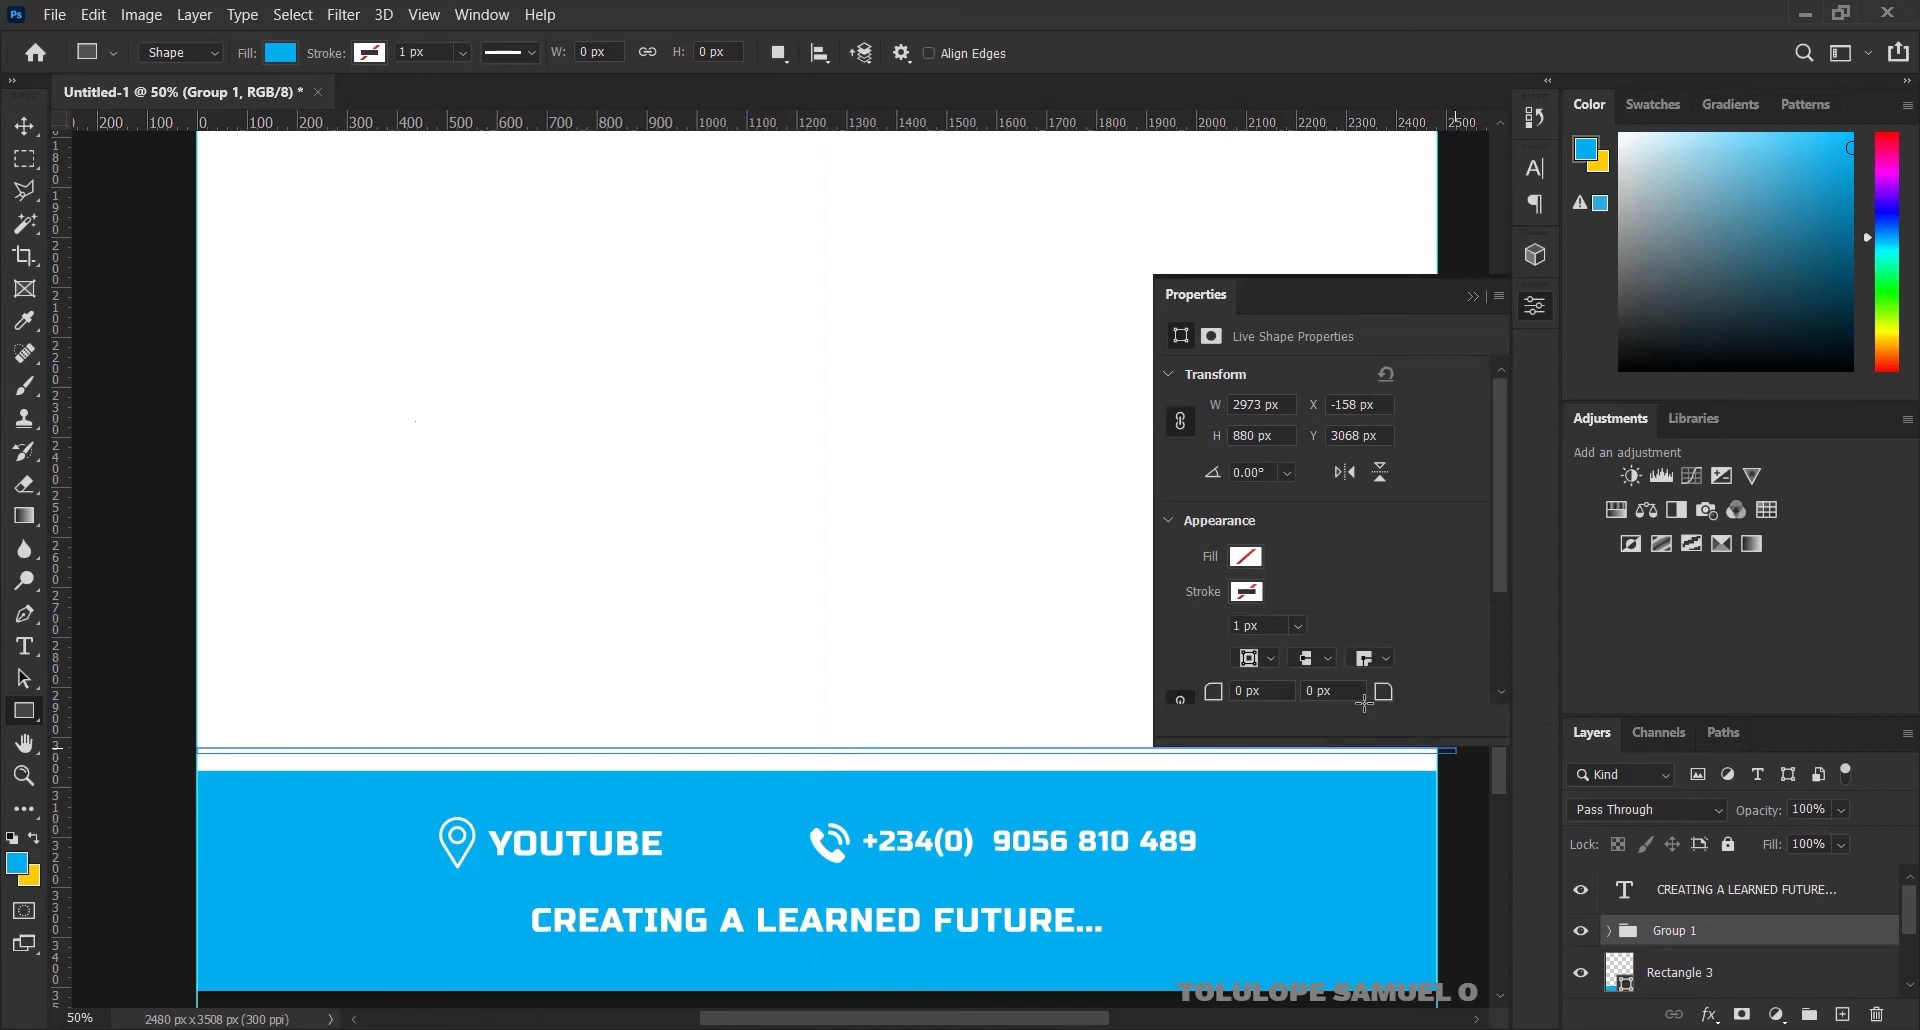 File Edit Image Layer Type Select Filter 3D View Window Help
Shape Fill: Stroke: 1 px W: 0 px H: 0 px Align Edges
Untitled-1 @ 50% (Group 1, RGB/8) *
200 100 0 100 200 300 400 500 600 700 800 900 1000 1100 1200 1300 1400 1500 1600 1700 1800 1900 2000 2100 2200 2300 2400 2500
Color Swatches Gradients Patterns
Properties
Live Shape Properties
Transform
W 2973 px X -158 px
H 880 px Y 3068 px
0.00°
Appearance
Fill
Stroke
1 px
0 px 0 px
Adjustments Libraries
Add an adjustment
YOUTUBE +234(0) 9056 810 489
CREATING A LEARNED FUTURE...
TOLULOPE SAMUEL O
Layers Channels Paths
Kind
Pass Through Opacity: 100%
Lock: Fill: 100%
CREATING A LEARNED FUTURE...
Group 1
Rectangle 3
50% 2480 px x 3508 px (300 ppi)